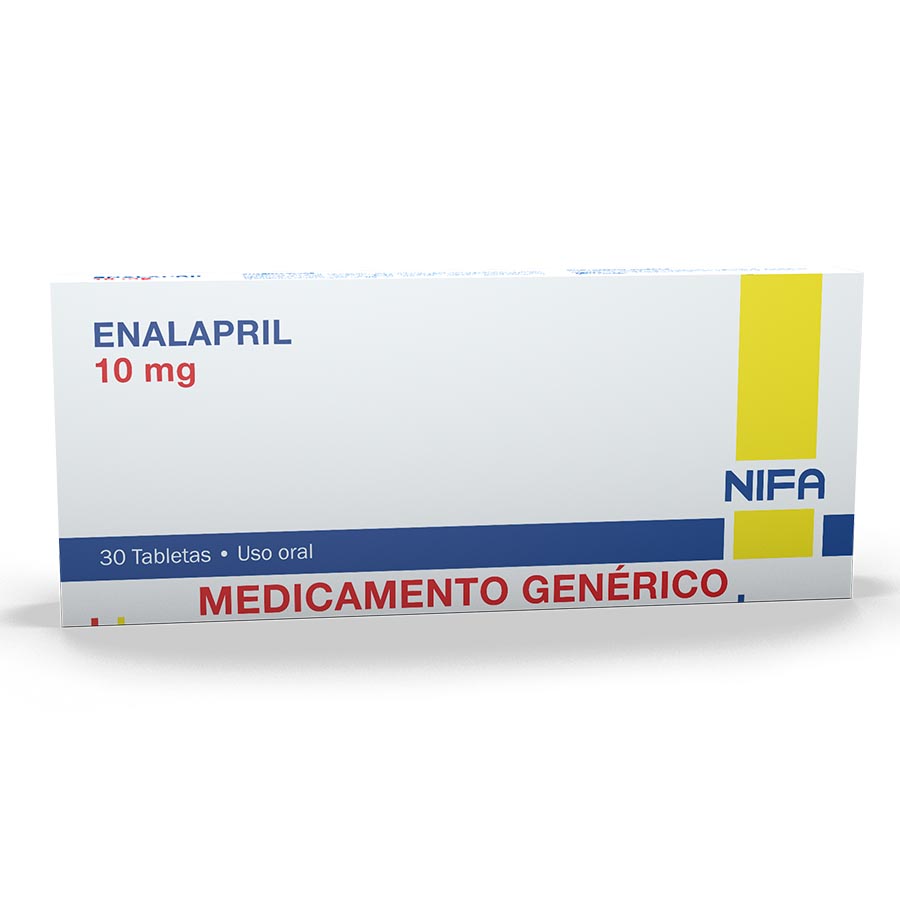 ENALAPRIL
10 mg
NIFA
30 Tabletas • Uso oral
MEDICAMENTO GENÉRICO